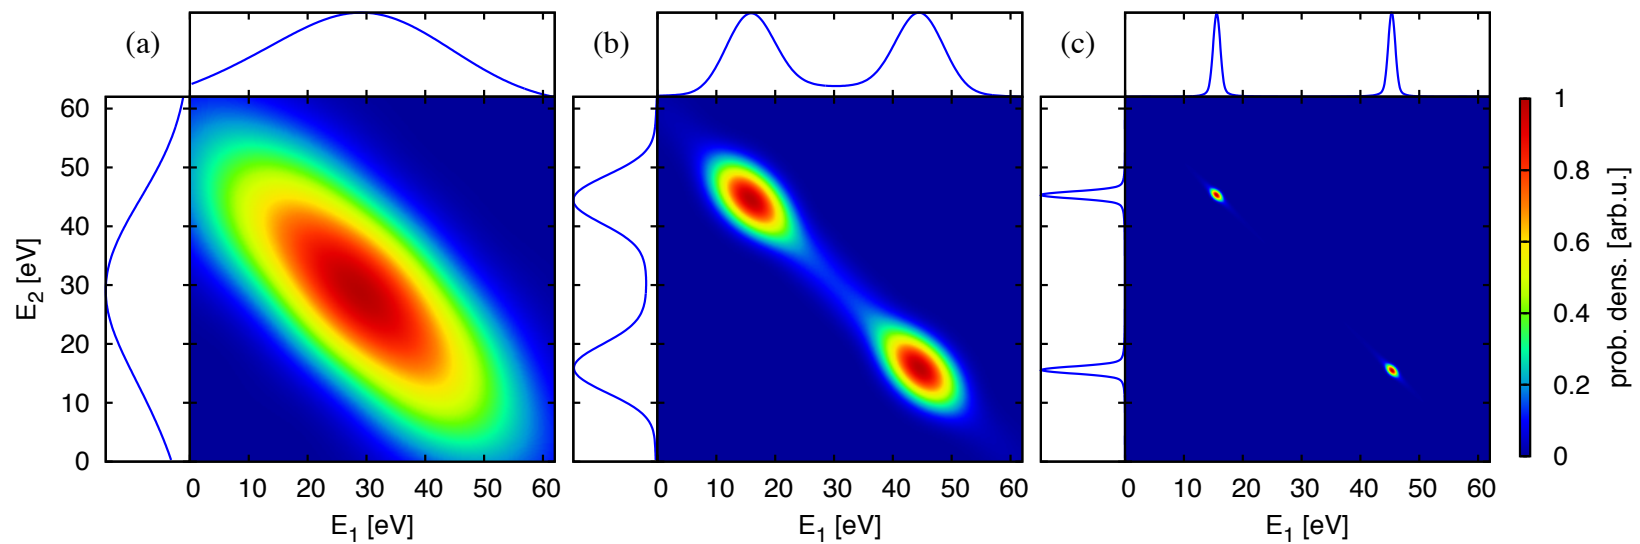 (a)
(b)
(c)
60
50
40
30
20
10
0
E2 [eV]
0 10 20 30 40 50 60
E1 [eV]
0 10 20 30 40 50 60
E1 [eV]
0 10 20 30 40 50 60
E1 [eV]
1
0.8
0.6
0.4
0.2
0
prob. dens. [arb.u.]